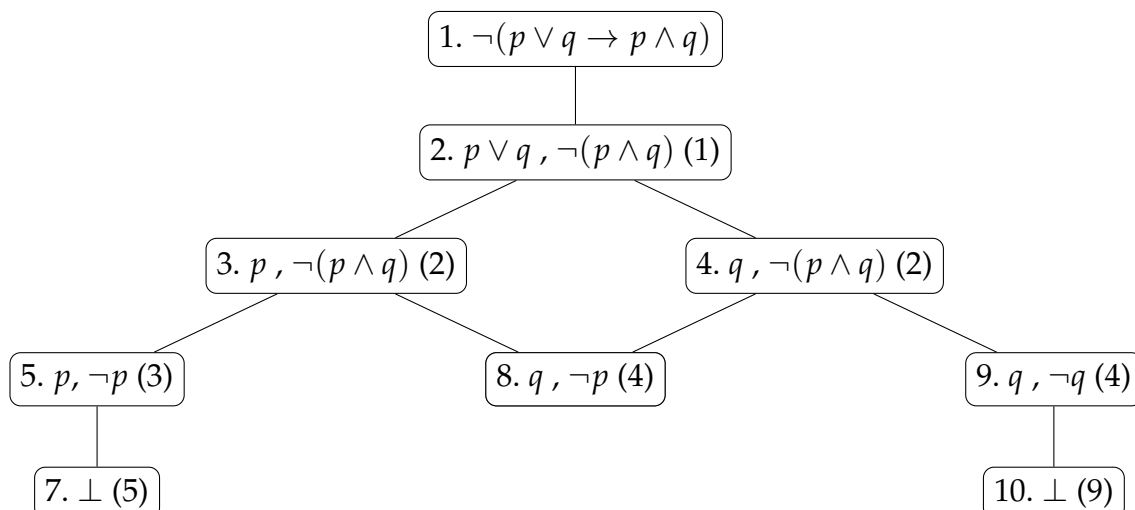 1. ¬(p ∨ q → p ∧ q)
2. p ∨ q , ¬(p ∧ q) (1)
3. p , ¬(p ∧ q) (2)
4. q , ¬(p ∧ q) (2)
5. p, ¬p (3)
8. q , ¬p (4)
9. q , ¬q (4)
7. ⊥ (5)
10. ⊥ (9)